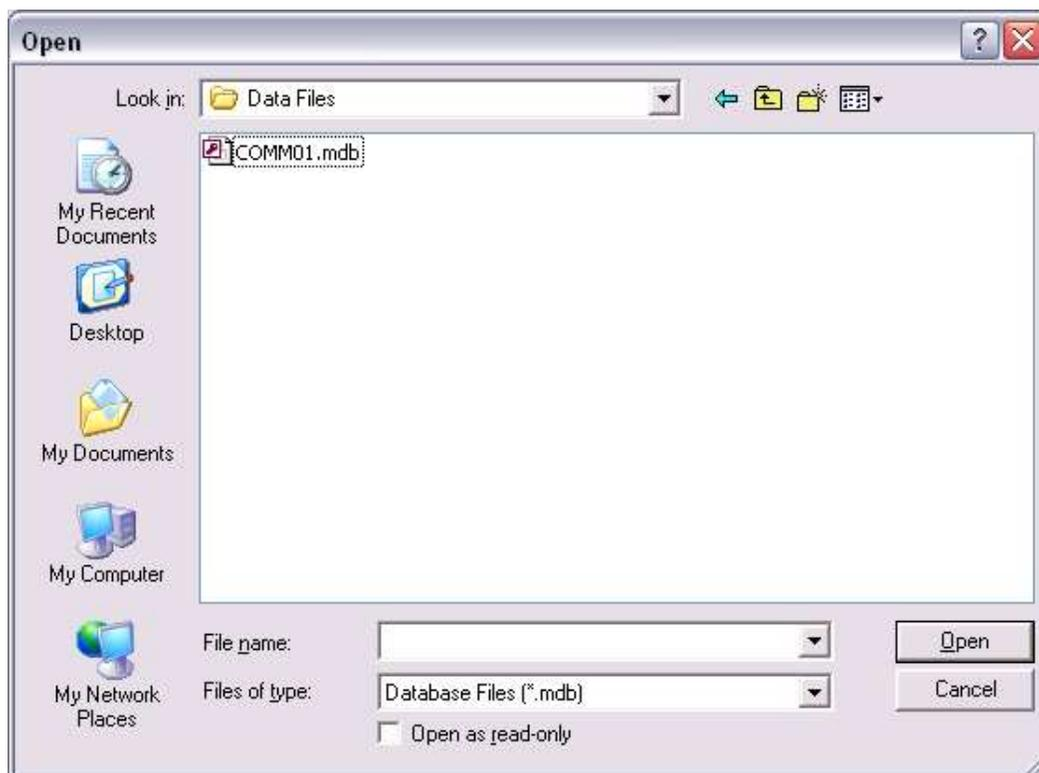 Open
Look in:
Data Files
COMM01.mdb
My Recent
Documents
Desktop
My Documents
My Computer
My Network
Places
File name:
Open
Files of type:
Database Files (*.mdb)
Cancel
Open as read-only